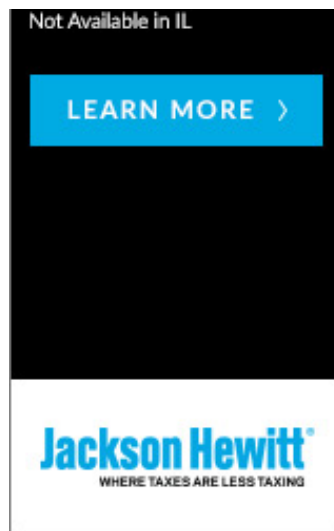 Not Available in IL
LEARN MORE >
Jackson Hewitt®
WHERE TAXES ARE LESS TAXING